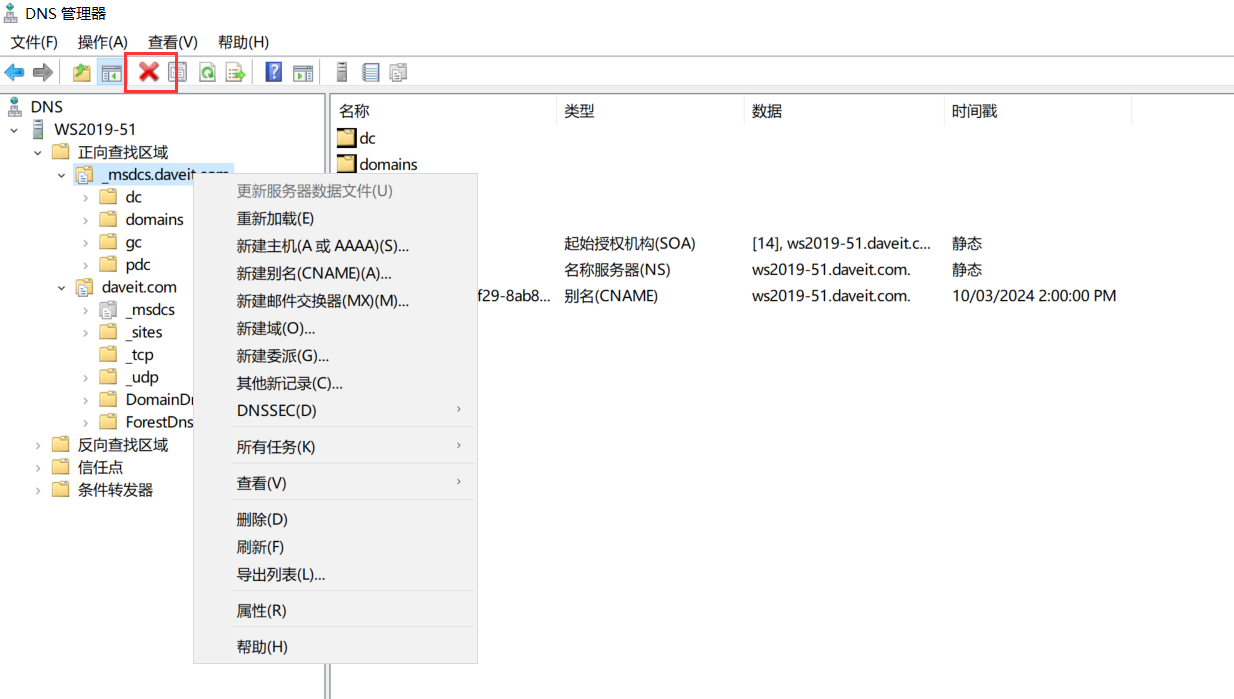 DNS 管理器
文件(F) 操作(A) 查看(V) 帮助(H)
DNS
WS2019-51
正向查找区域
_msdcs.daveit.com
dc
domains
gc
pdc
daveit.com
_msdcs
_sites
_tcp
_udp
DomainDn
ForestDns
反向查找区域
信任点
条件转发器
名称 类型 数据 时间戳
dc
domains
起始授权机构(SOA) [14], ws2019-51.daveit.c... 静态
名称服务器(NS) ws2019-51.daveit.com. 静态
f29-8ab8... 别名(CNAME) ws2019-51.daveit.com. 10/03/2024 2:00:00 PM
更新服务器数据文件(U)
重新加载(E)
新建主机(A 或 AAAA)(S)...
新建别名(CNAME)(A)...
新建邮件交换器(MX)(M)...
新建域(O)...
新建委派(G)...
其他新记录(C)...
DNSSEC(D)
所有任务(K)
查看(V)
删除(D)
刷新(F)
导出列表(L)...
属性(R)
帮助(H)